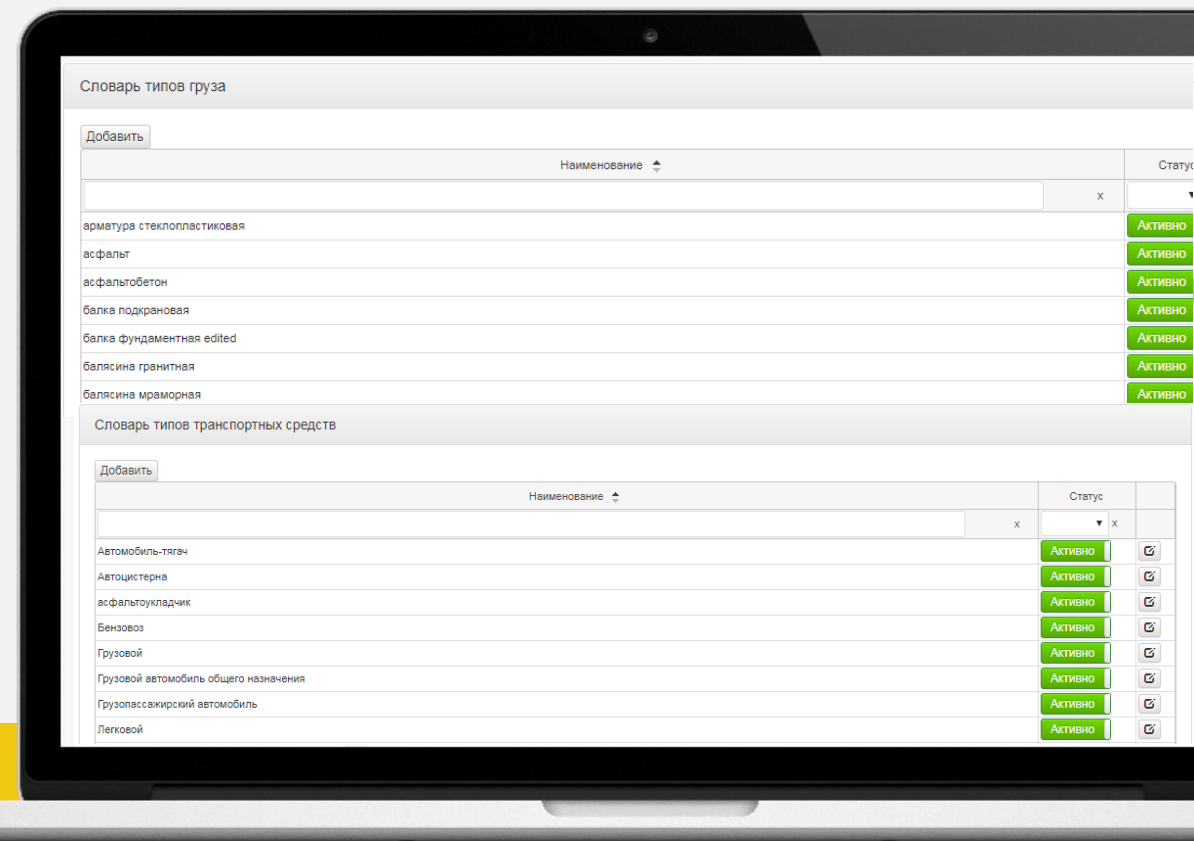 Словарь типов груза
Добавить
Наименование Статус
x
арматура стеклопластиковая Активно
асфальт Активно
асфальтобетон Активно
балка подкрановая Активно
балка фундаментная edited Активно
балясина гранитная Активно
балясина мраморная Активно
Словарь типов транспортных средств
Добавить
Наименование Статус
x x
Автомобиль-тягач Активно
Автоцистерна Активно
асфальтоукладчик Активно
Бензовоз Активно
Грузовой Активно
Грузовой автомобиль общего назначения Активно
Грузопассажирский автомобиль Активно
Легковой Активно